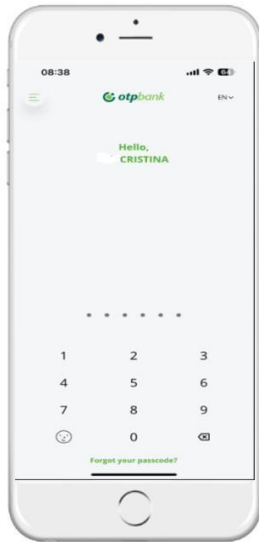 08:38
64
otpbank
EN
Hello,
CRISTINA
1 2 3
4 5 6
7 8 9
0
Forgot your passcode?